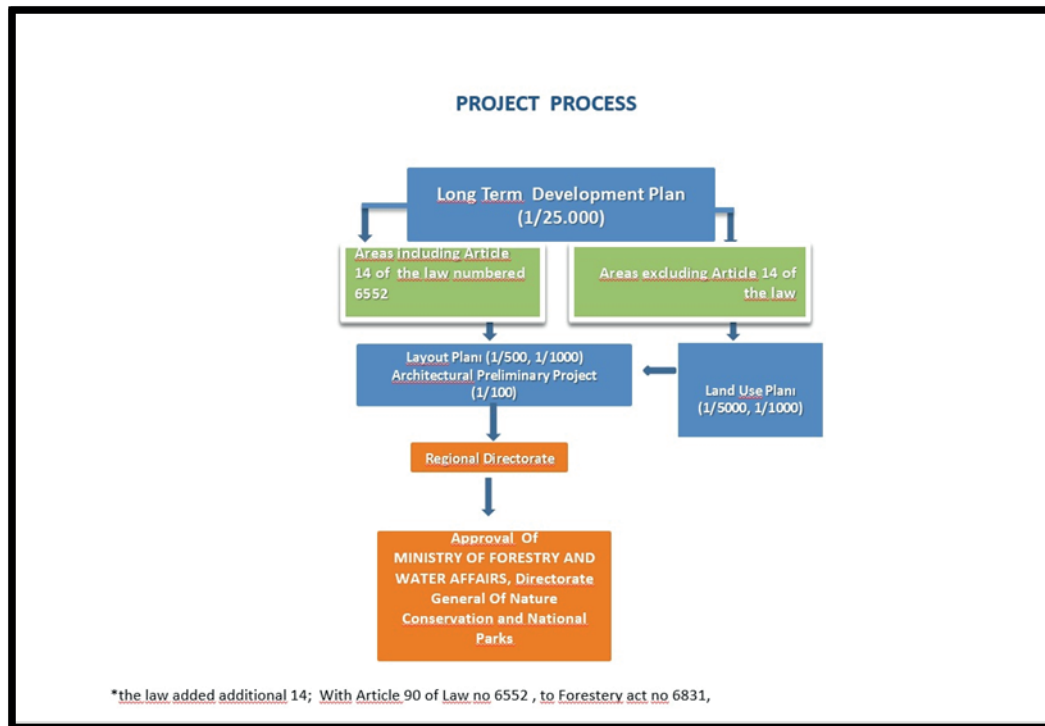 PROJECT PROCESS
Long Term Development Plan
(1/25.000)
Areas including Article
14 of the law numbered
6552
Areas excluding Article 14 of
the law
Layout Planı (1/500, 1/1000)
Architectural Preliminary Project
(1/100)
Land Use Planı
(1/5000, 1/1000)
Regional Directorate
Approval Of
MINISTRY OF FORESTRY AND
WATER AFFAIRS, Directorate
General Of Nature
Conservation and National
Parks
*the law added additional 14; With Article 90 of Law no 6552 , to Forestery act no 6831,